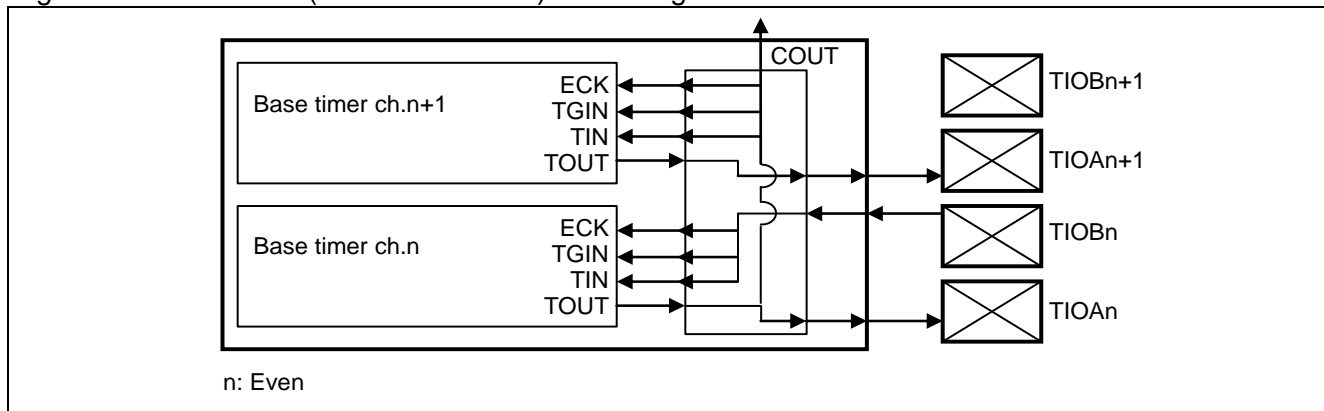 COUT
Base timer ch.n+1
ECK
TGIN
TIN
TOUT
TIOBn+1
TIOAn+1
Base timer ch.n
ECK
TGIN
TIN
TOUT
TIOBn
TIOAn
n: Even